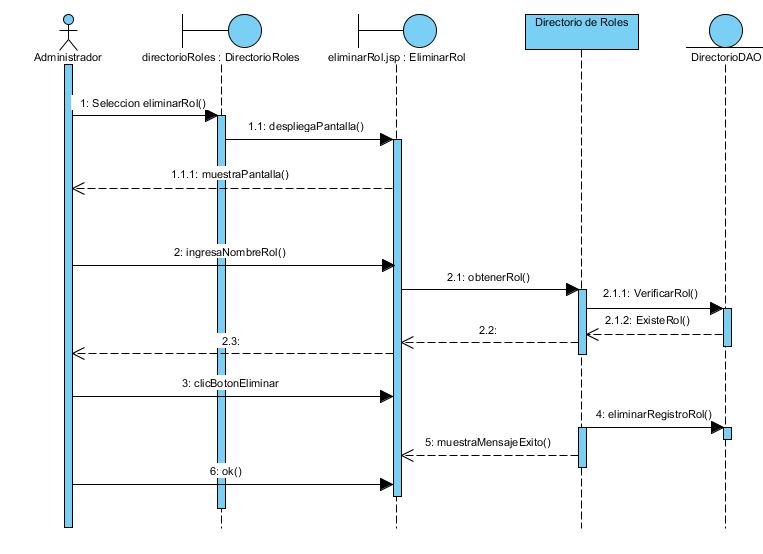 Directorio de Roles
Administrador
directorioRoles : DirectorioRoles
eliminarRol.jsp : EliminarRol
DirectorioDAO
1: Seleccion eliminarRol()
1.1: despliegaPantalla()
1.1.1: muestraPantalla()
2: ingresaNombreRol()
2.1: obtenerRol()
2.1.1: VerificarRol()
2.1.2: ExisteRol()
2.2:
2.3:
3: clicBotonEliminar
4: eliminarRegistroRol()
5: muestraMensajeExito()
6: ok()